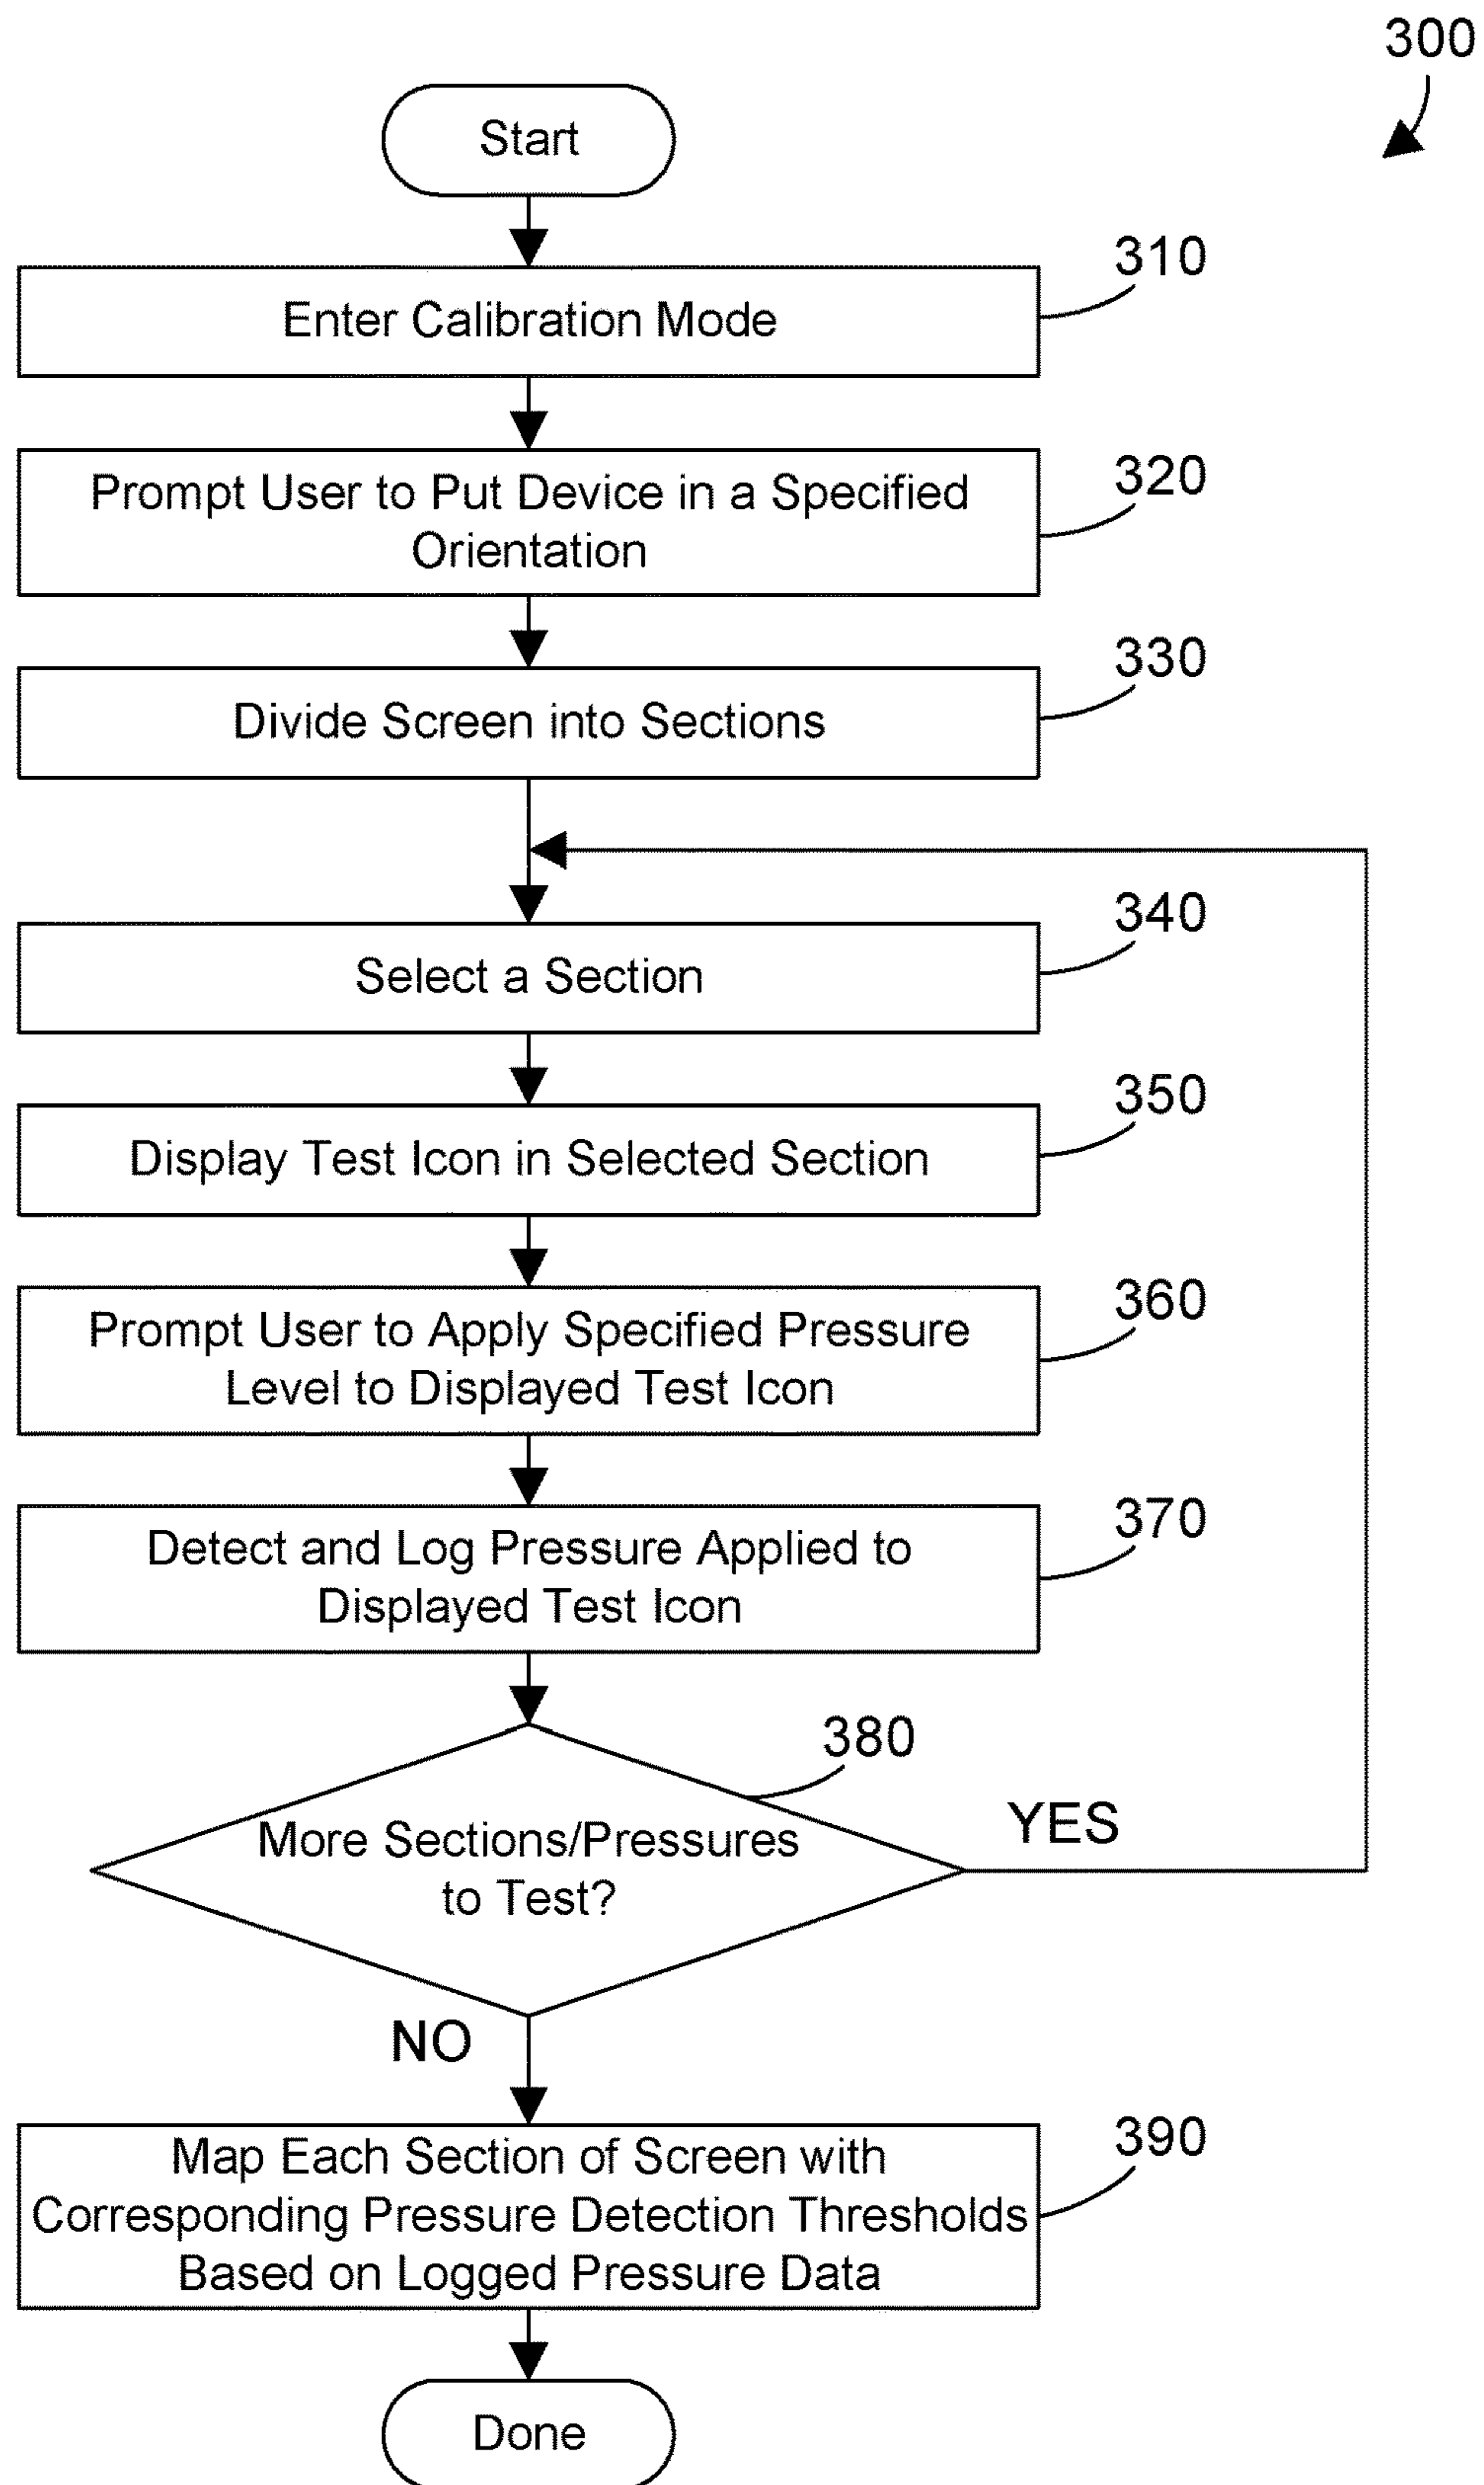 300
Start
310
Enter Calibration Mode
320
Prompt User to Put Device in a Specified
Orientation
330
Divide Screen into Sections
340
Select a Section
350
Display Test Icon in Selected Section
360
Prompt User to Apply Specified Pressure
Level to Displayed Test Icon
370
Detect and Log Pressure Applied to
Displayed Test Icon
380
More Sections/Pressures
to Test?
YES
NO
390
Map Each Section of Screen with
Corresponding Pressure Detection Thresholds
Based on Logged Pressure Data
Done